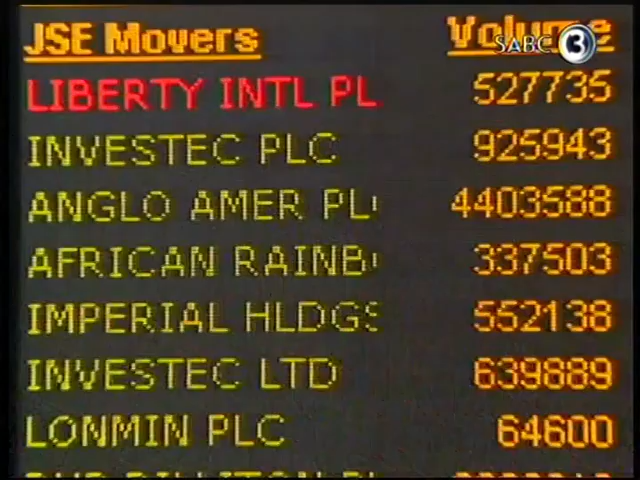 JSE Movers Volume
SABC 3
LIBERTY INTL PL 527735
INVESTEC PLC 925943
ANGLO AMER PL 4403588
AFRICAN RAINB 337503
IMPERIAL HLDGS 552138
INVESTEC LTD 639889
LONMIN PLC 64600